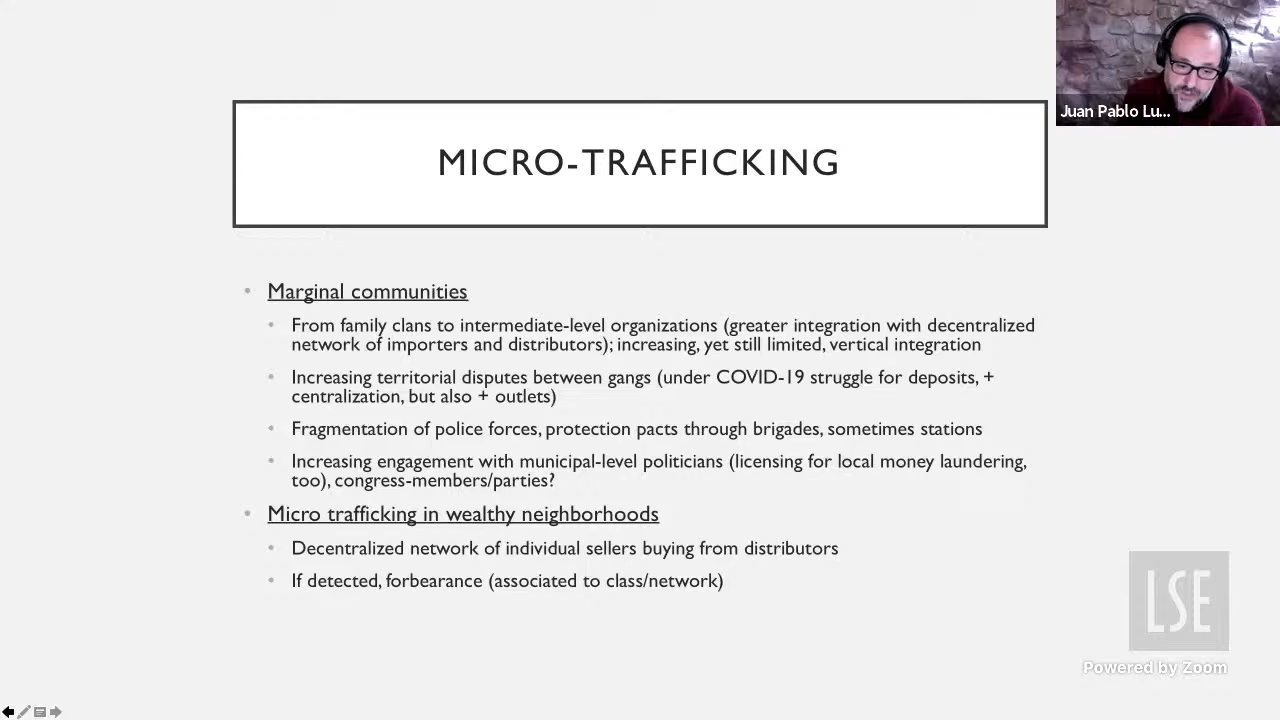 Juan Pablo Lu...
MICRO-TRAFFICKING
• Marginal communities
• From family clans to intermediate-level organizations (greater integration with decentralized
network of importers and distributors); increasing, yet still limited, vertical integration
• Increasing territorial disputes between gangs (under COVID-19 struggle for deposits, +
centralization, but also + outlets)
• Fragmentation of police forces, protection pacts through brigades, sometimes stations
• Increasing engagement with municipal-level politicians (licensing for local money laundering,
too), congress-members/parties?
• Micro trafficking in wealthy neighborhoods
• Decentralized network of individual sellers buying from distributors
• If detected, forbearance (associated to class/network)
LSE
Powered by Zoom